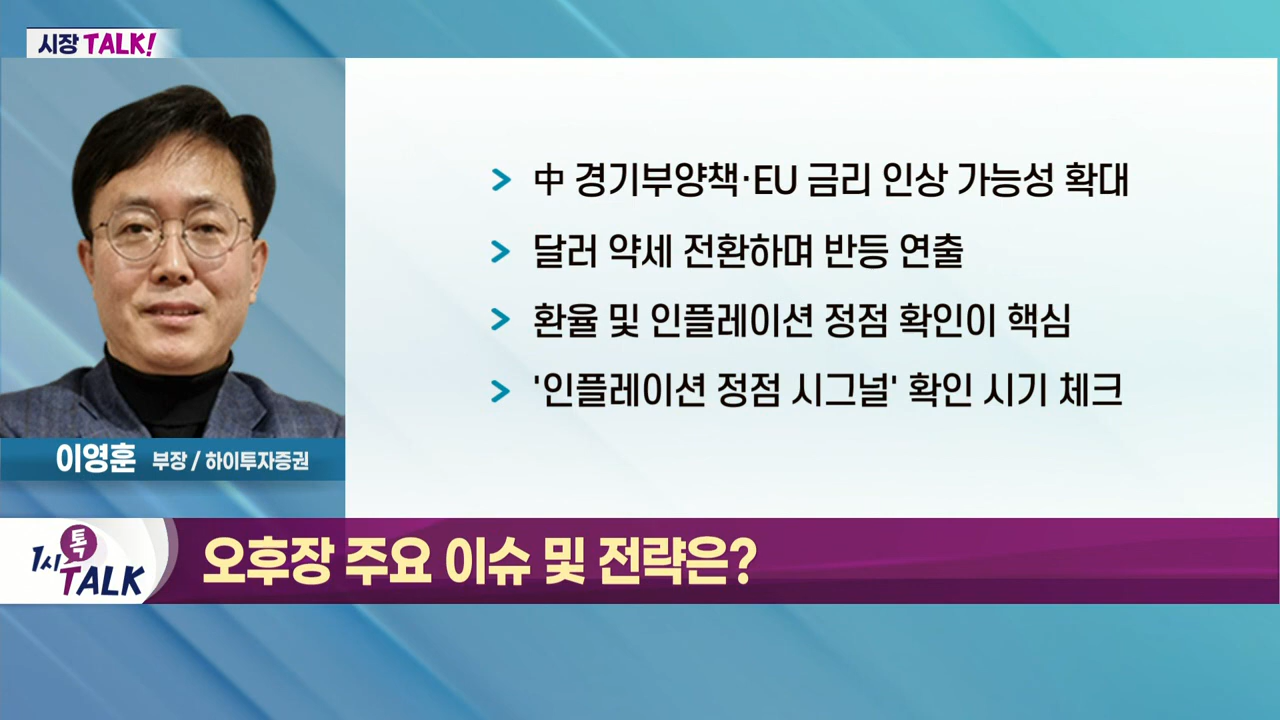 시장 TALK!
> 中 경기부양책·EU 금리 인상 가능성 확대
> 달러 약세 전환하며 반등 연출
> 환율 및 인플레이션 정점 확인이 핵심
> '인플레이션 정점 시그널' 확인 시기 체크
이영훈 부장 / 하이투자증권
1시 톡 TALK
오후장 주요 이슈 및 전략은?